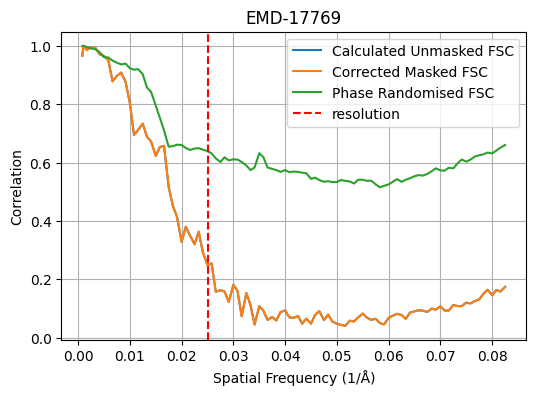 EMD-17769
Calculated Unmasked FSC
Corrected Masked FSC
Phase Randomised FSC
resolution
Correlation
1.0
0.8
0.6
0.4
0.2
0.0
0.00 0.01 0.02 0.03 0.04 0.05 0.06 0.07 0.08
Spatial Frequency (1/Å)